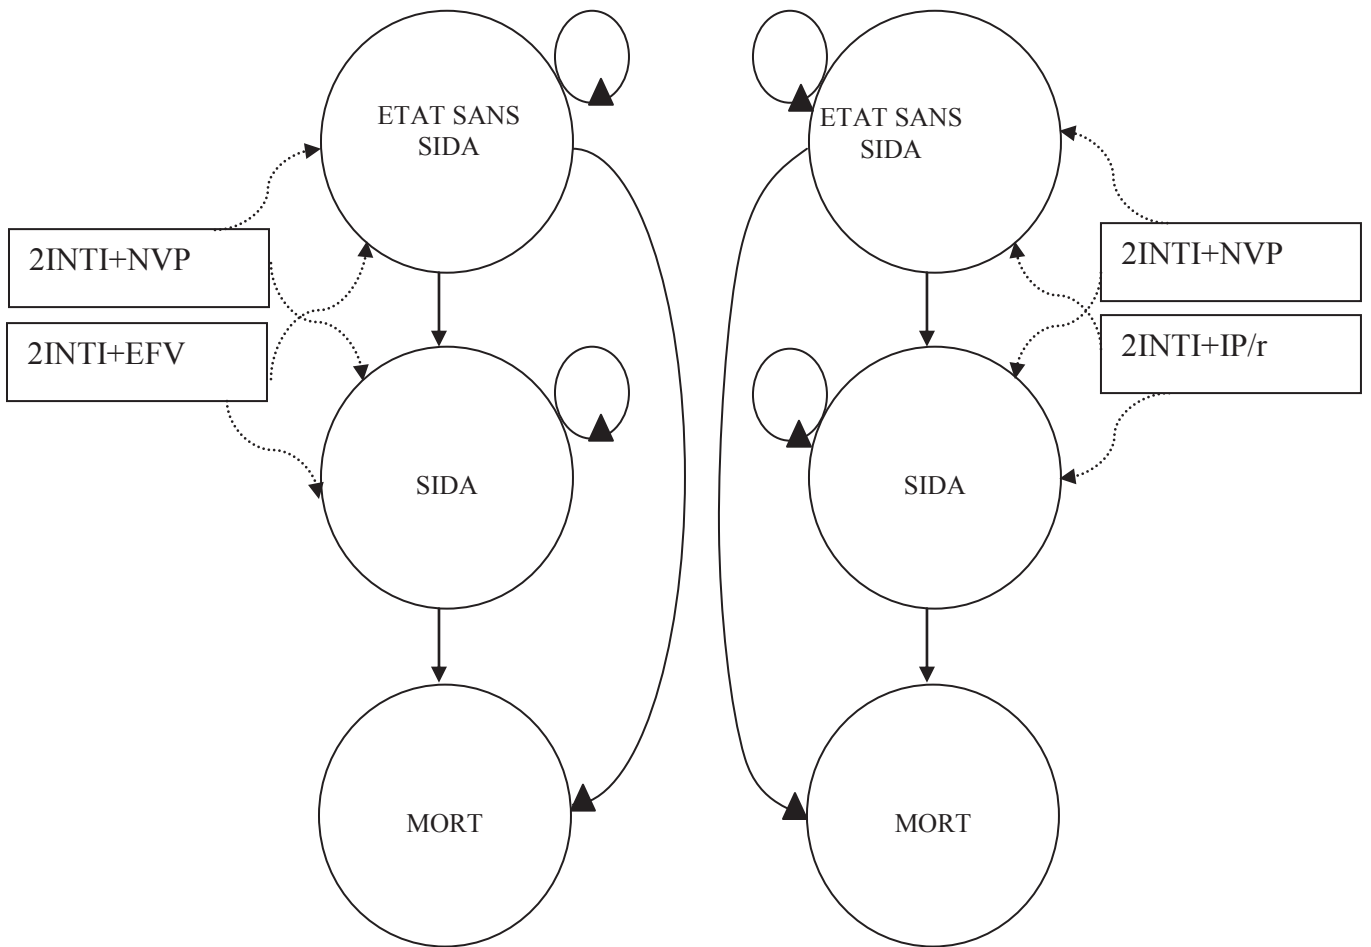 ETAT SANS
SIDA
ETAT SANS
SIDA
2INTI+NVP
2INTI+NVP
2INTI+EFV
2INTI+IP/r
SIDA
SIDA
MORT
MORT